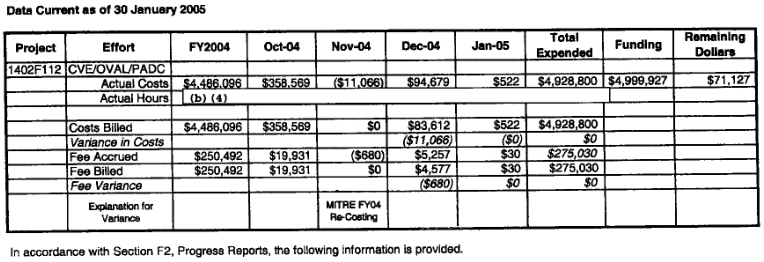 Data Current as of 30 January 2005
Project Effort FY2004 Oct-04 Nov-04 Dec-04 Jan-05 Total Expended Funding Remaining Dollars
1402F112 CVE/OVAL/PADC
Actual Costs $4,486,096 $358,569 ($11,066) $94,679 $522 $4,928,800 $4,999,927 $71,127
Actual Hours (b) (4)
Costs Billed $4,486,096 $358,569 $0 $83,612 $522 $4,928,800
Variance in Costs ($11,066) ($0) $0
Fee Accrued $250,492 $19,931 ($680) $5,257 $30 $275,030
Fee Billed $250,492 $19,931 $0 $4,577 $30 $275,030
Fee Variance ($680) $0 $0
Explanation for Variance MITRE FY04 Re-Costing
In accordance with Section F2, Progress Reports, the following information is provided.